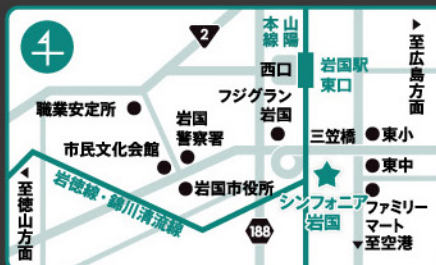 4
2
山陽
本線
▲至広島方面
西口
岩国駅
東口
フジグラン
岩国
職業安定所
岩国
警察署
三笠橋
東小
市民文化会館
東中
岩徳線・錦川清流線
岩国市役所
シンフォニア
岩国
ファミリー
マート
▲至徳山方面
188
▼至空港